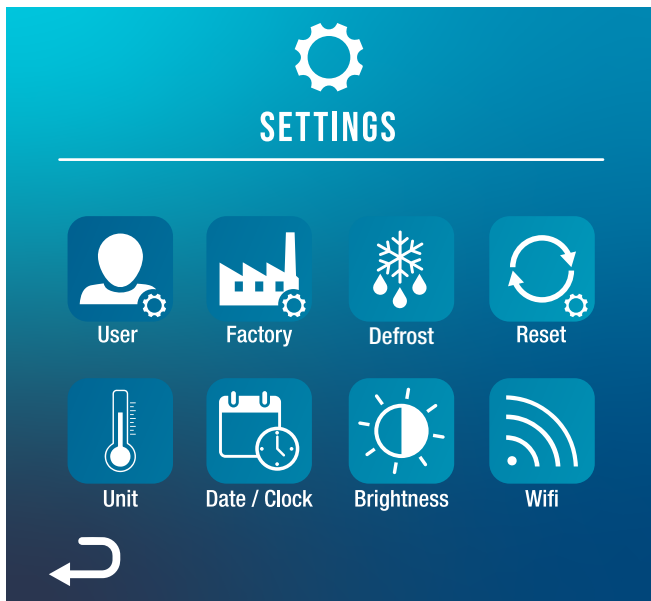 SETTINGS
User Factory Defrost Reset
Unit Date / Clock Brightness Wifi